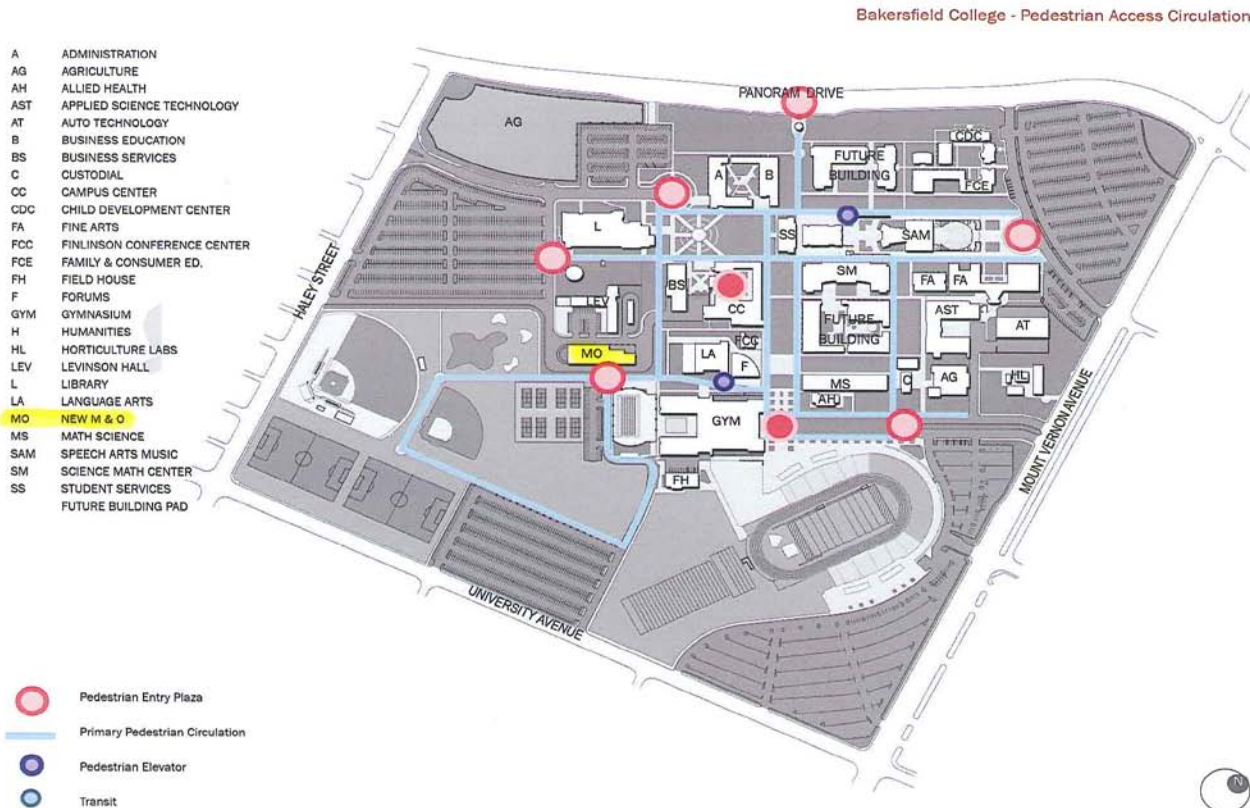 Bakersfield College - Pedestrian Access Circulation
A ADMINISTRATION
AG AGRICULTURE
AH ALLIED HEALTH
AST APPLIED SCIENCE TECHNOLOGY
AT AUTO TECHNOLOGY
B BUSINESS EDUCATION
BS BUSINESS SERVICES
C CUSTODIAL
CC CAMPUS CENTER
CDC CHILD DEVELOPMENT CENTER
FA FINE ARTS
FCC FINLINSON CONFERENCE CENTER
FCE FAMILY & CONSUMER ED.
FH FIELD HOUSE
F FORUMS
GYM GYMNASIUM
H HUMANITIES
HL HORTICULTURE LABS
LEV LEVINSON HALL
L LIBRARY
LA LANGUAGE ARTS
MO NEW M & O
MS MATH SCIENCE
SAM SPEECH ARTS MUSIC
SM SCIENCE MATH CENTER
SS STUDENT SERVICES
FUTURE BUILDING PAD
PANORAM DRIVE
AG
CDC
FUTURE
BUILDING
A B
FCE
L
SS
SAM
HALEY STREET
SM
BS
FA FA
LEV
CC
AST
FUTURE
BUILDING
AT
FCC
MO
LA
F
MS
C
AG
HL
AH
GYM
MOUNT VERNON AVENUE
FH
UNIVERSITY AVENUE
Pedestrian Entry Plaza
Primary Pedestrian Circulation
Pedestrian Elevator
Transit
N